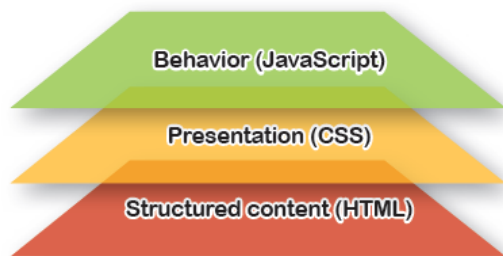 Behavior (JavaScript)
Presentation (CSS)
Structured content (HTML)